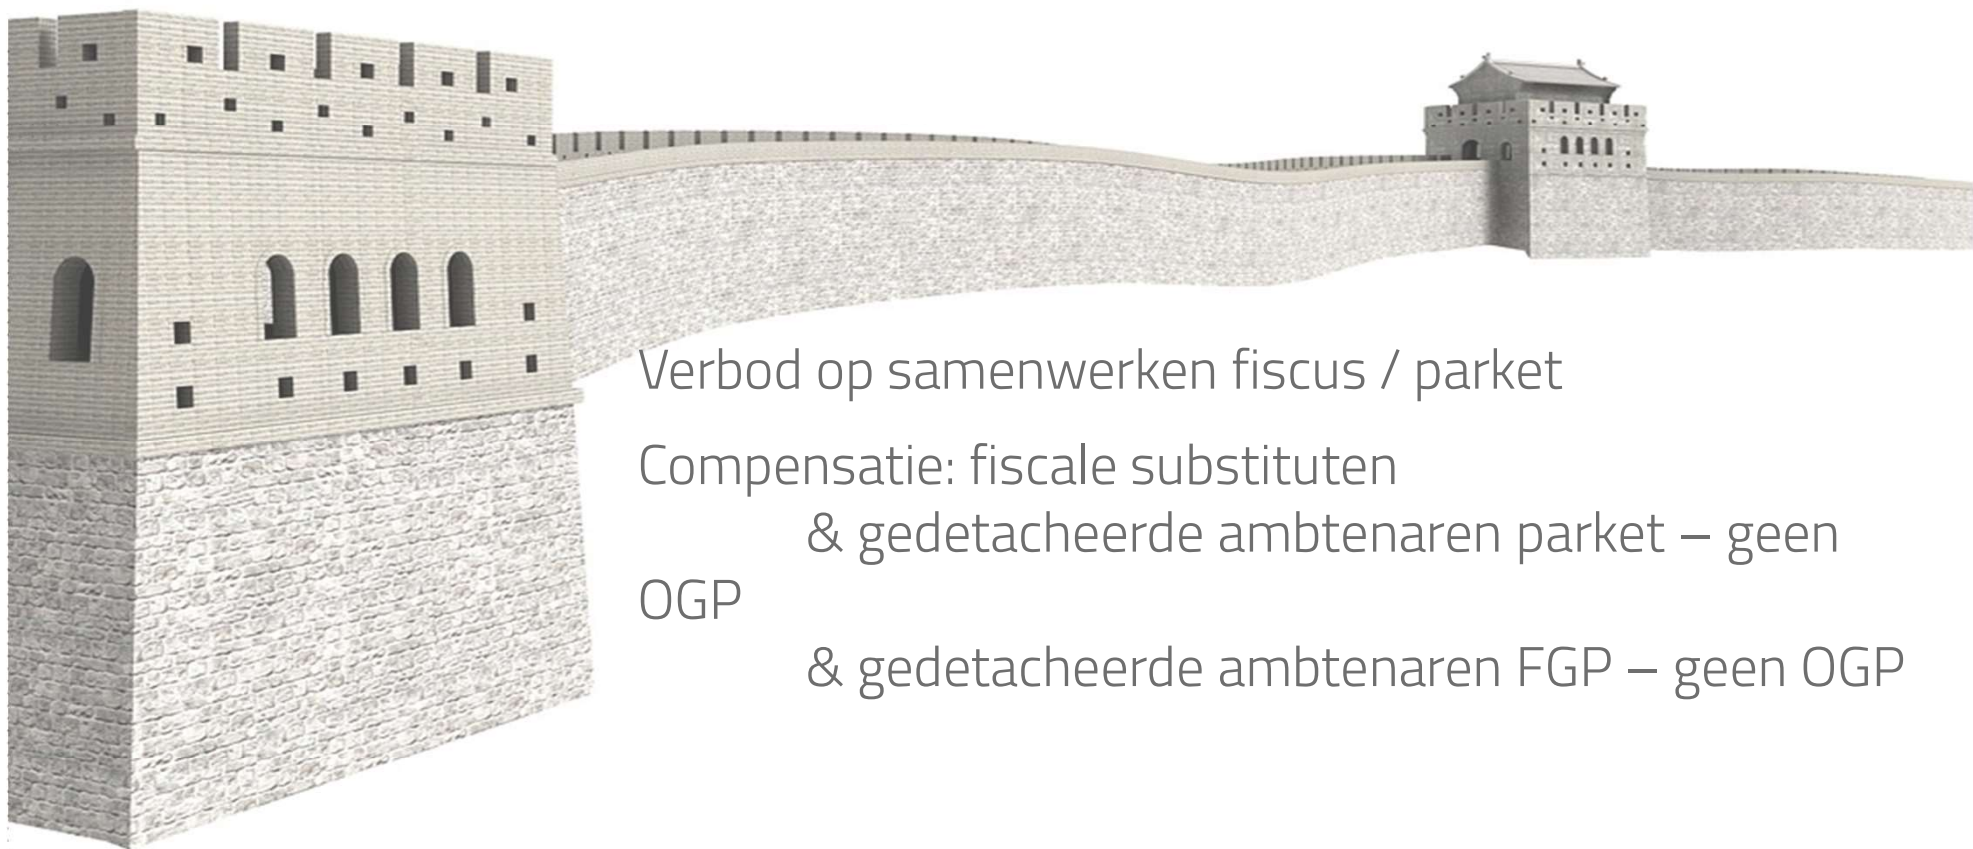 Verbod op samenwerken fiscus / parket
Compensatie: fiscale substituten
& gedetacheerde ambtenaren parket – geen
OGP
& gedetacheerde ambtenaren FGP – geen OGP